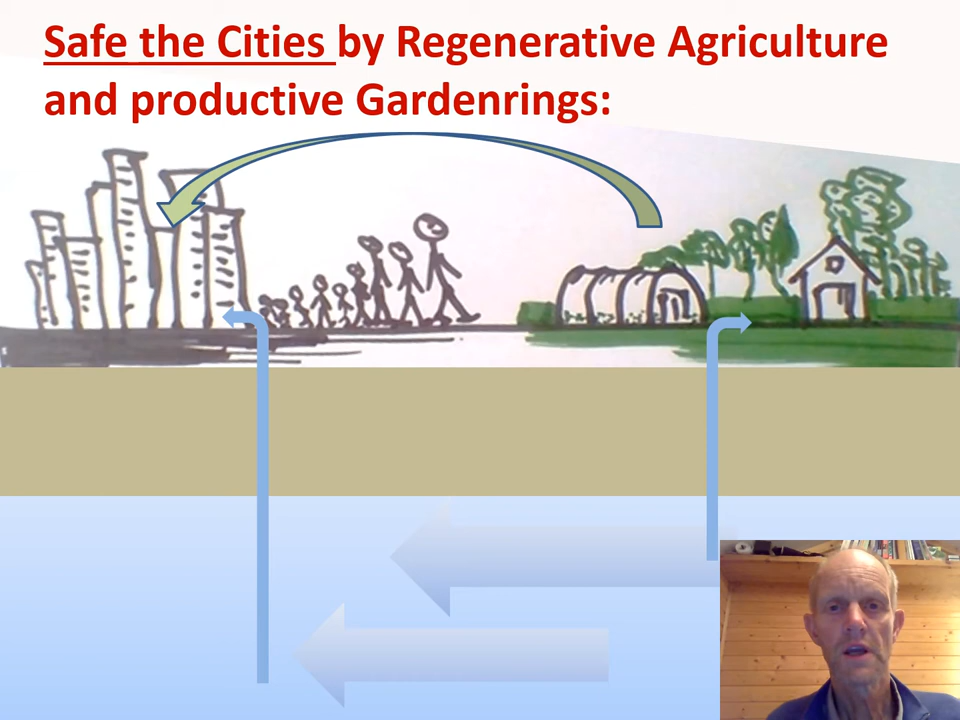 Safe the Cities by Regenerative Agriculture
and productive Gardenrings: